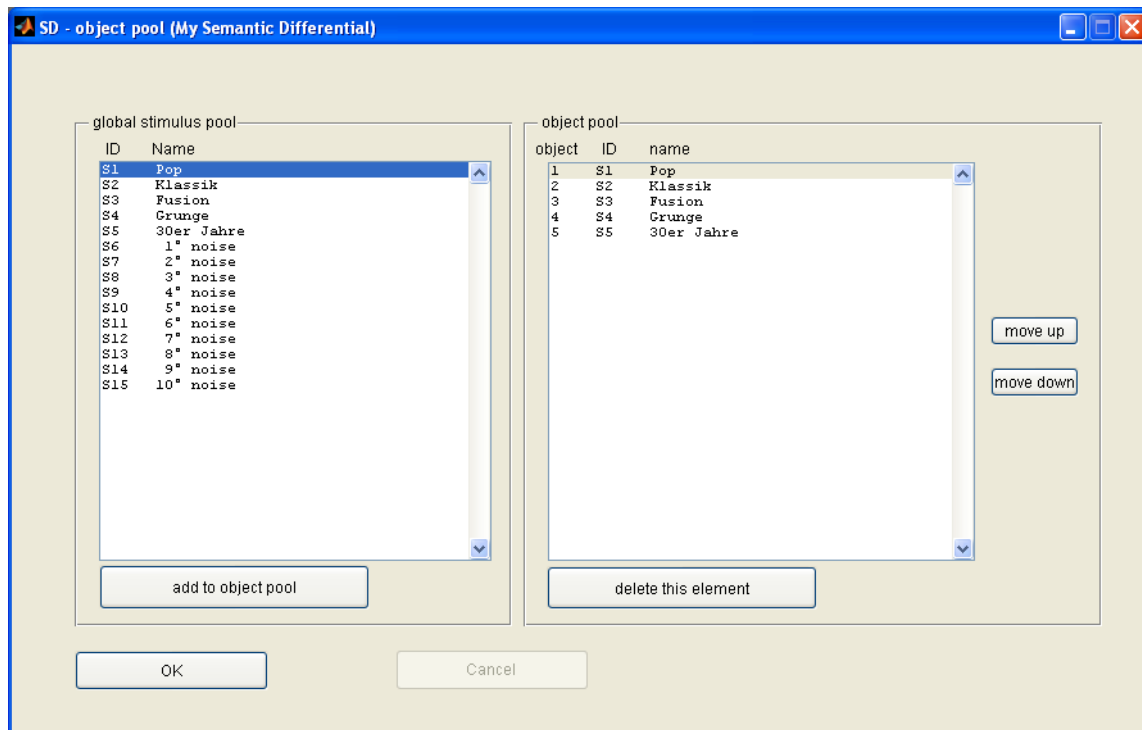 SD - object pool (My Semantic Differential)
global stimulus pool
ID Name
S1 Pop
S2 Klassik
S3 Fusion
S4 Grunge
S5 30er Jahre
S6 1° noise
S7 2° noise
S8 3° noise
S9 4° noise
S10 5° noise
S11 6° noise
S12 7° noise
S13 8° noise
S14 9° noise
S15 10° noise
add to object pool
object pool
object ID name
1 S1 Pop
2 S2 Klassik
3 S3 Fusion
4 S4 Grunge
5 S5 30er Jahre
move up
move down
delete this element
OK
Cancel